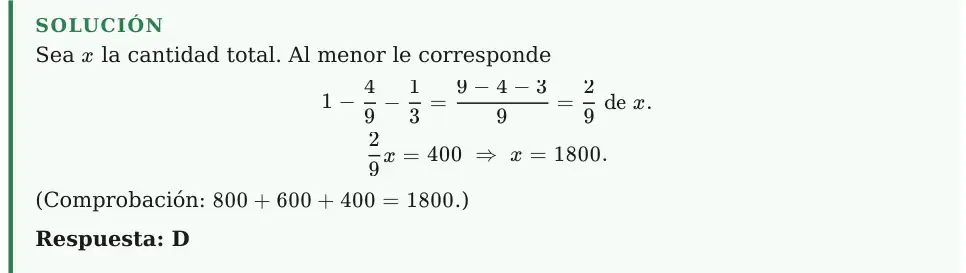 SOLUCIÓN
Sea x la cantidad total. Al menor le corresponde
1 − 4/9 − 1/3 = (9 − 4 − 3)/9 = 2/9 de x.
2/9 x = 400 ⇒ x = 1800.
(Comprobación: 800 + 600 + 400 = 1800.)
Respuesta: D